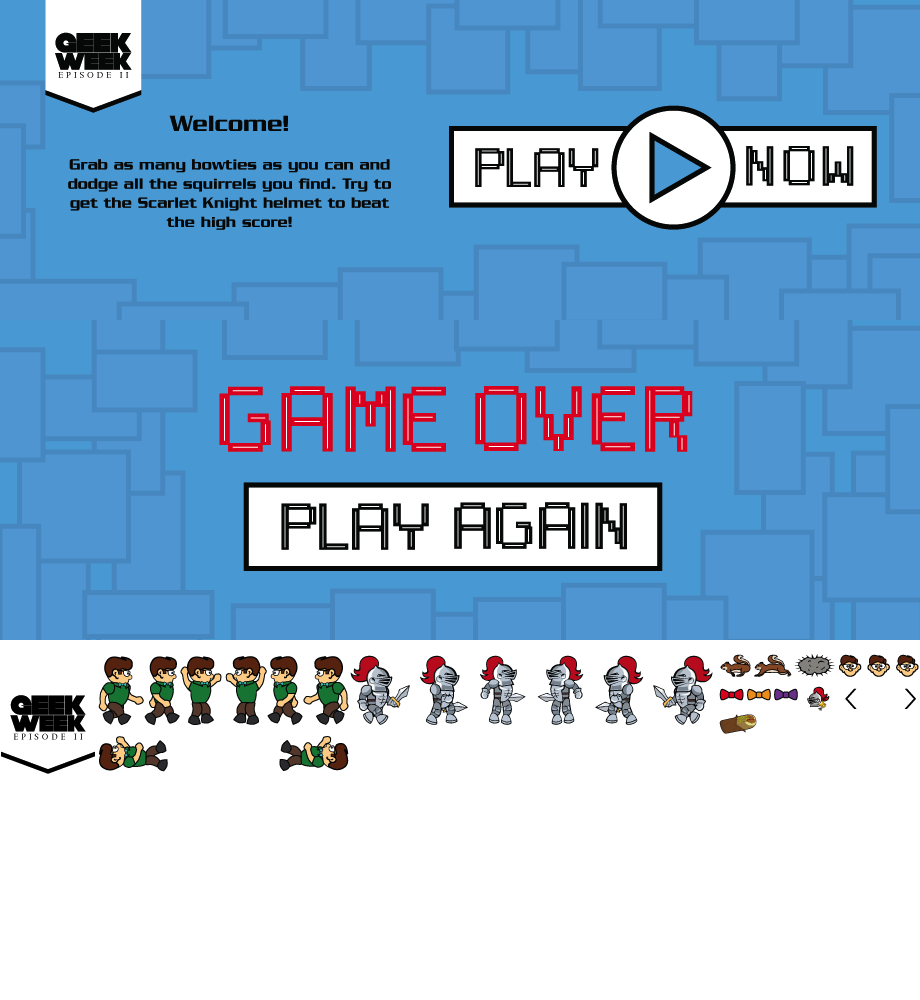 GEEK
WEEK
EPISODE II
Welcome!
Grab as many bowties as you can and
dodge all the squirrels you find. Try to
get the Scarlet Knight helmet to beat
the high score!
PLAY NOW
GAME OVER
PLAY AGAIN
GEEK
WEEK
EPISODE II